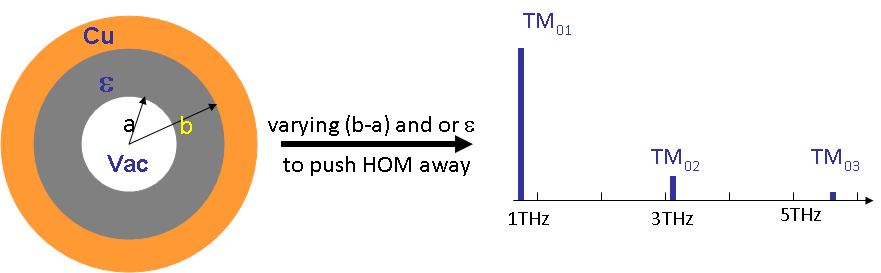 Cu
ε
a
b
Vac
varying (b-a) and or ε
to push HOM away
TM01
TM02
TM03
1THz
3THz
5THz